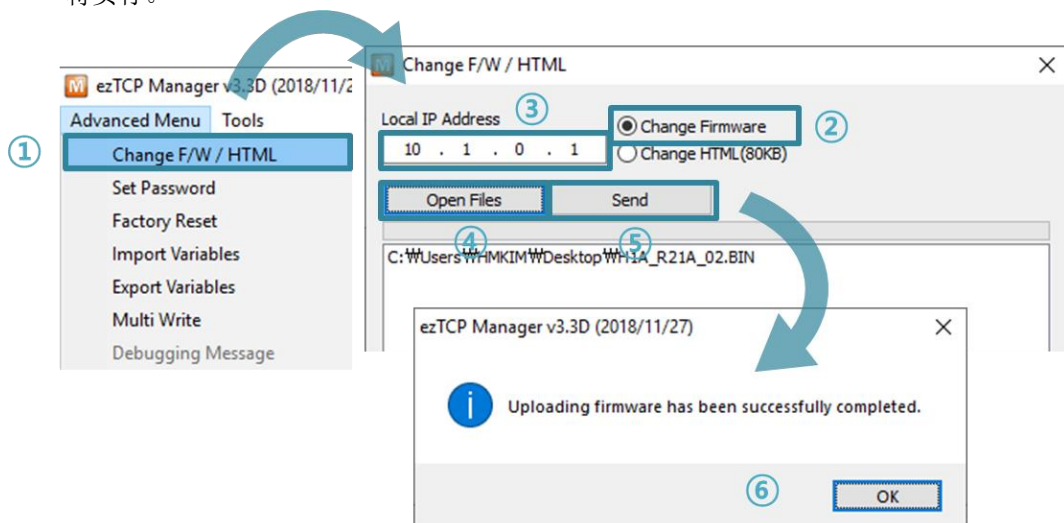 ezTCP Manager v3.3D (2018/11/2
Advanced Menu Tools
①
Change F/W / HTML
Set Password
Factory Reset
Import Variables
Export Variables
Multi Write
Debugging Message
Change F/W / HTML
Local IP Address
③
10 . 1 . 0 . 1
Change Firmware
②
Change HTML(80KB)
Open Files
Send
④
⑤
C:₩Users₩HMKIM₩Desktop₩H1A_R21A_02.BIN
ezTCP Manager v3.3D (2018/11/27)
Uploading firmware has been successfully completed.
⑥
OK